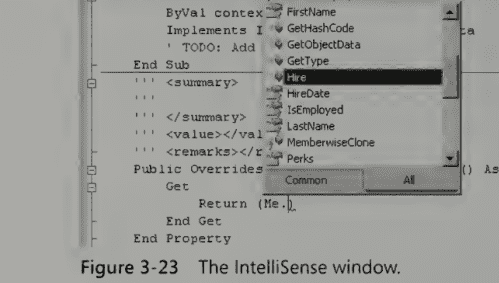 ByVal contex
FirstName
GetHashCode
Implements I
GetObjectData
ta
' TODO: Add
GetType
End Sub
Hire
''' <summary>
HireDate
'''
IsEmployed
''' </summary>
LastName
''' <value></val
MemberwiseClone
''' <remarks></r
Perks
Public Overrides
() As
Common All
Get
Return (Me.)
End Get
End Property
Figure 3-23 The IntelliSense window.